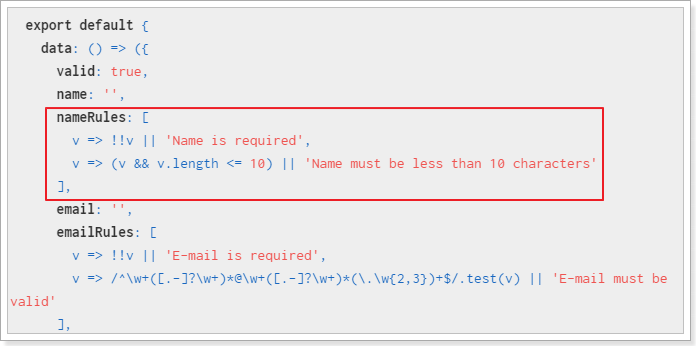 export default {
data: () => ({
valid: true,
name: '',
nameRules: [
v => !!v || 'Name is required',
v => (v && v.length <= 10) || 'Name must be less than 10 characters'
],
email: '',
emailRules: [
v => !!v || 'E-mail is required',
v => /^\w+([.-]?\w+)*@\w+([.-]?\w+)*(\.\w{2,3})+$/.test(v) || 'E-mail must be
valid'
],